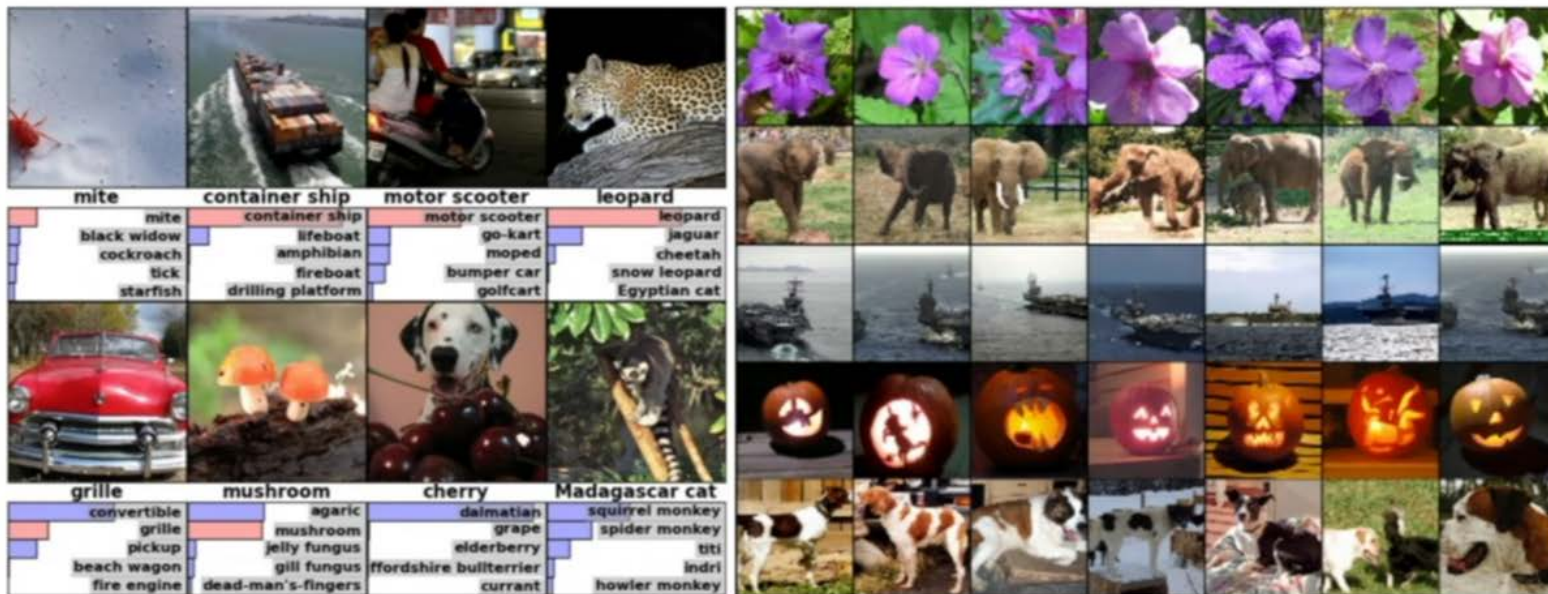 mite container ship motor scooter leopard
mite container ship motor scooter leopard
black widow lifeboat go-kart jaguar
cockroach amphibian moped cheetah
tick fireboat bumper car snow leopard
starfish drilling platform golfcart Egyptian cat
grille mushroom cherry Madagascar cat
convertible agaric dalmatian squirrel monkey
grille mushroom grape spider monkey
pickup jelly fungus elderberry titi
beach wagon gill fungus ffordshire bullterrier indri
fire engine dead-man's-fingers currant howler monkey